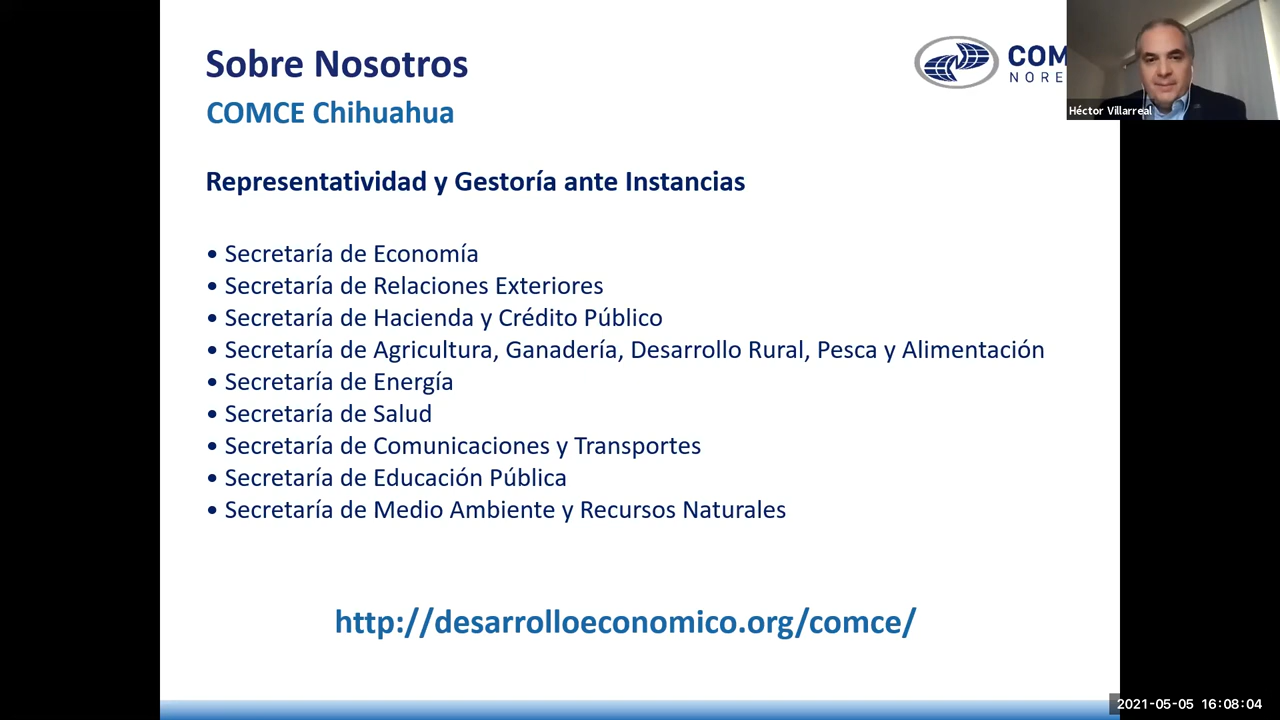 Sobre Nosotros
COMCE Chihuahua
COM
NORE
Héctor Villarreal
Representatividad y Gestoría ante Instancias
• Secretaría de Economía
• Secretaría de Relaciones Exteriores
• Secretaría de Hacienda y Crédito Público
• Secretaría de Agricultura, Ganadería, Desarrollo Rural, Pesca y Alimentación
• Secretaría de Energía
• Secretaría de Salud
• Secretaría de Comunicaciones y Transportes
• Secretaría de Educación Pública
• Secretaría de Medio Ambiente y Recursos Naturales
http://desarrolloeconomico.org/comce/
2021-05-05 16:08:04